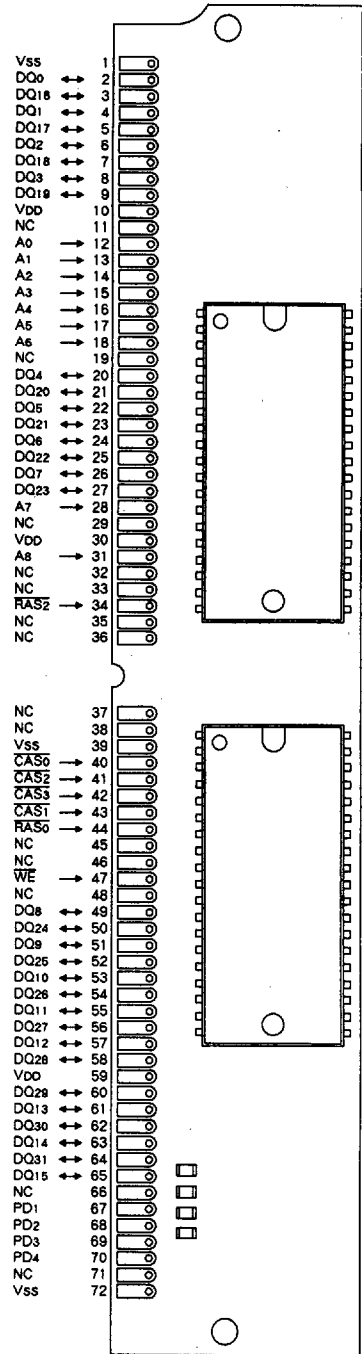 Vss 1
DQ0 ↔ 2
DQ16 ↔ 3
DQ1 ↔ 4
DQ17 ↔ 5
DQ2 ↔ 6
DQ18 ↔ 7
DQ3 ↔ 8
DQ19 ↔ 9
VDD 10
NC 11
A0 → 12
A1 → 13
A2 → 14
A3 → 15
A4 → 16
A5 → 17
A6 → 18
NC 19
DQ4 ↔ 20
DQ20 ↔ 21
DQ5 ↔ 22
DQ21 ↔ 23
DQ6 ↔ 24
DQ22 ↔ 25
DQ7 ↔ 26
DQ23 ↔ 27
A7 → 28
NC 29
VDD 30
A8 → 31
NC 32
NC 33
R̅A̅S̅2̅ → 34
NC 35
NC 36
NC 37
NC 38
Vss 39
C̅A̅S̅0̅ → 40
C̅A̅S̅2̅ → 41
C̅A̅S̅3̅ → 42
C̅A̅S̅1̅ → 43
R̅A̅S̅0̅ → 44
NC 45
NC 46
W̅E̅ → 47
NC 48
DQ8 ↔ 49
DQ24 ↔ 50
DQ9 ↔ 51
DQ25 ↔ 52
DQ10 ↔ 53
DQ26 ↔ 54
DQ11 ↔ 55
DQ27 ↔ 56
DQ12 ↔ 57
DQ28 ↔ 58
VDD 59
DQ29 ↔ 60
DQ13 ↔ 61
DQ30 ↔ 62
DQ14 ↔ 63
DQ31 ↔ 64
DQ15 ↔ 65
NC 66
PD1 67
PD2 68
PD3 69
PD4 70
NC 71
Vss 72